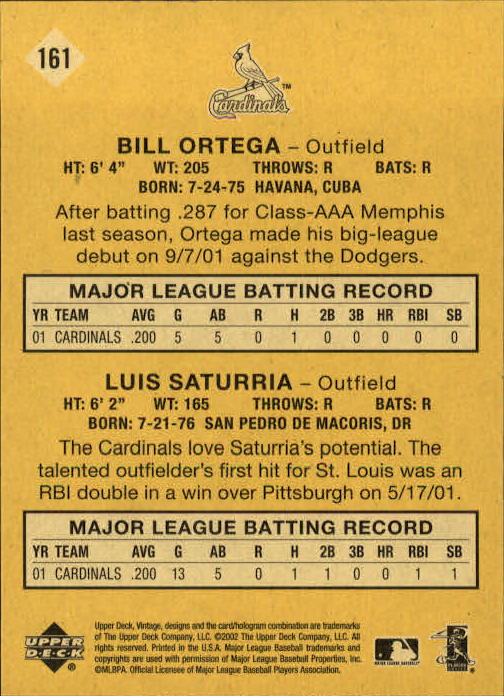 161
Cardinals TM
BILL ORTEGA – Outfield
HT: 6' 4" WT: 205 THROWS: R BATS: R
BORN: 7-24-75 HAVANA, CUBA
After batting .287 for Class-AAA Memphis
last season, Ortega made his big-league
debut on 9/7/01 against the Dodgers.
MAJOR LEAGUE BATTING RECORD
YR TEAM AVG G AB R H 2B 3B HR RBI SB
01 CARDINALS .200 5 5 0 1 0 0 0 0 0
LUIS SATURRIA – Outfield
HT: 6' 2" WT: 165 THROWS: R BATS: R
BORN: 7-21-76 SAN PEDRO DE MACORIS, DR
The Cardinals love Saturria's potential. The
talented outfielder's first hit for St. Louis was an
RBI double in a win over Pittsburgh on 5/17/01.
MAJOR LEAGUE BATTING RECORD
YR TEAM AVG G AB R H 2B 3B HR RBI SB
01 CARDINALS .200 13 5 0 1 1 0 0 1 1
UPPER
DECK ®
Upper Deck, Vintage, designs and the card/hologram combination are trademarks
of The Upper Deck Company, LLC. ©2002 The Upper Deck Company, LLC. All
rights reserved. Printed in the U.S.A. Major League Baseball trademarks and
copyrights are used with permission of Major League Baseball Properties, Inc.
©MLBPA. Official Licensee of Major League Baseball Players Association.
MAJOR LEAGUE BASEBALL
PLAYERS